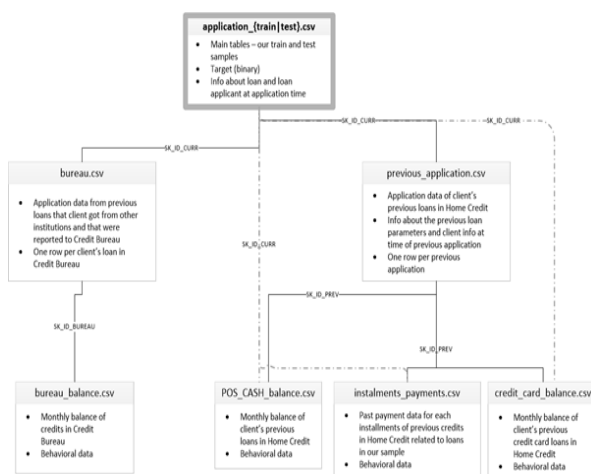 application_{train|test}.csv
• Main tables – our train and test
samples
• Target (binary)
• Info about loan and loan
applicant at application time
SK_ID_CURR
SK_ID_CURR
SK_ID_CURR
bureau.csv
• Application data from previous
loans that client got from other
institutions and that were
reported to Credit Bureau
• One row per client's loan in
Credit Bureau
previous_application.csv
• Application data of client's
previous loans in Home Credit
• Info about the previous loan
parameters and client info at
time of previous application
• One row per previous
application
SK_ID_CURR
SK_ID_PREV
SK_ID_BUREAU
SK_ID_PREV
bureau_balance.csv
• Monthly balance of
credits in Credit
Bureau
• Behavioral data
POS_CASH_balance.csv
• Monthly balance of
client's previous
loans in Home Credit
• Behavioral data
instalments_payments.csv
• Past payment data for each
installments of previous credits
in Home Credit related to loans
in our sample
• Behavioral data
credit_card_balance.csv
• Monthly balance of
client's previous
credit card loans in
Home Credit
• Behavioral data